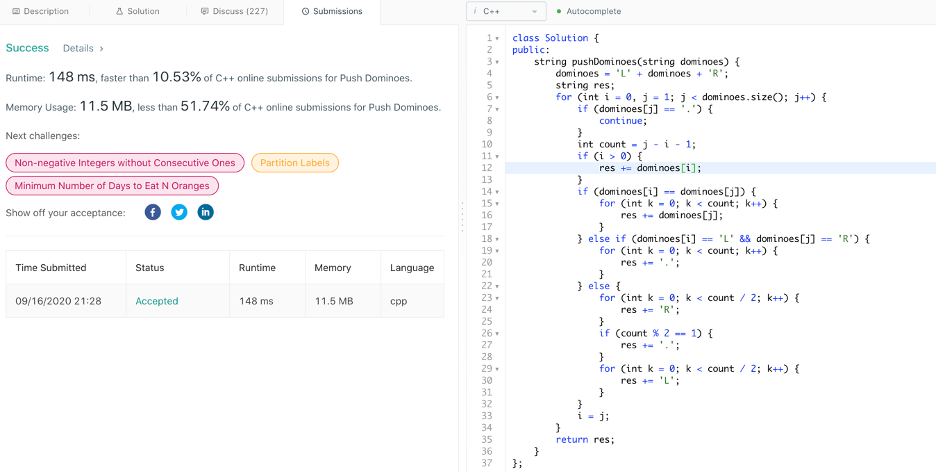 Description Solution Discuss (227) Submissions
Success Details ›
Runtime: 148 ms, faster than 10.53% of C++ online submissions for Push Dominoes.
Memory Usage: 11.5 MB, less than 51.74% of C++ online submissions for Push Dominoes.
Next challenges:
Non-negative Integers without Consecutive Ones Partition Labels
Minimum Number of Days to Eat N Oranges
Show off your acceptance:
Time Submitted Status Runtime Memory Language
09/16/2020 21:28 Accepted 148 ms 11.5 MB cpp
i C++ Autocomplete
1 class Solution {
2 public:
3 string pushDominoes(string dominoes) {
4 dominoes = 'L' + dominoes + 'R';
5 string res;
6 for (int i = 0, j = 1; j < dominoes.size(); j++) {
7 if (dominoes[j] == '.') {
8 continue;
9 }
10 int count = j - i - 1;
11 if (i > 0) {
12 res += dominoes[i];
13 }
14 if (dominoes[i] == dominoes[j]) {
15 for (int k = 0; k < count; k++) {
16 res += dominoes[j];
17 }
18 } else if (dominoes[i] == 'L' && dominoes[j] == 'R') {
19 for (int k = 0; k < count; k++) {
20 res += '.';
21 }
22 } else {
23 for (int k = 0; k < count / 2; k++) {
24 res += 'R';
25 }
26 if (count % 2 == 1) {
27 res += '.';
28 }
29 for (int k = 0; k < count / 2; k++) {
30 res += 'L';
31 }
32 }
33 i = j;
34 }
35 return res;
36 }
37 };